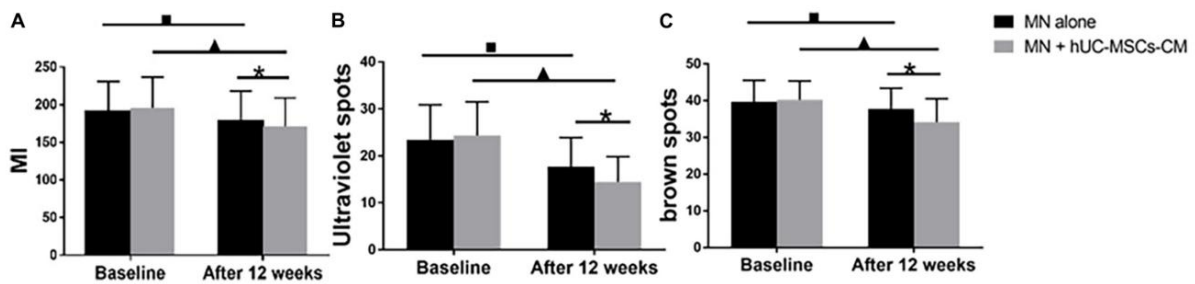 A
MI
250
200
150
100
50
0
*
Baseline
After 12 weeks
B
Ultraviolet spots
40
30
20
10
0
*
Baseline
After 12 weeks
C
brown spots
50
40
30
20
10
0
*
Baseline
After 12 weeks
MN alone
MN + hUC-MSCs-CM